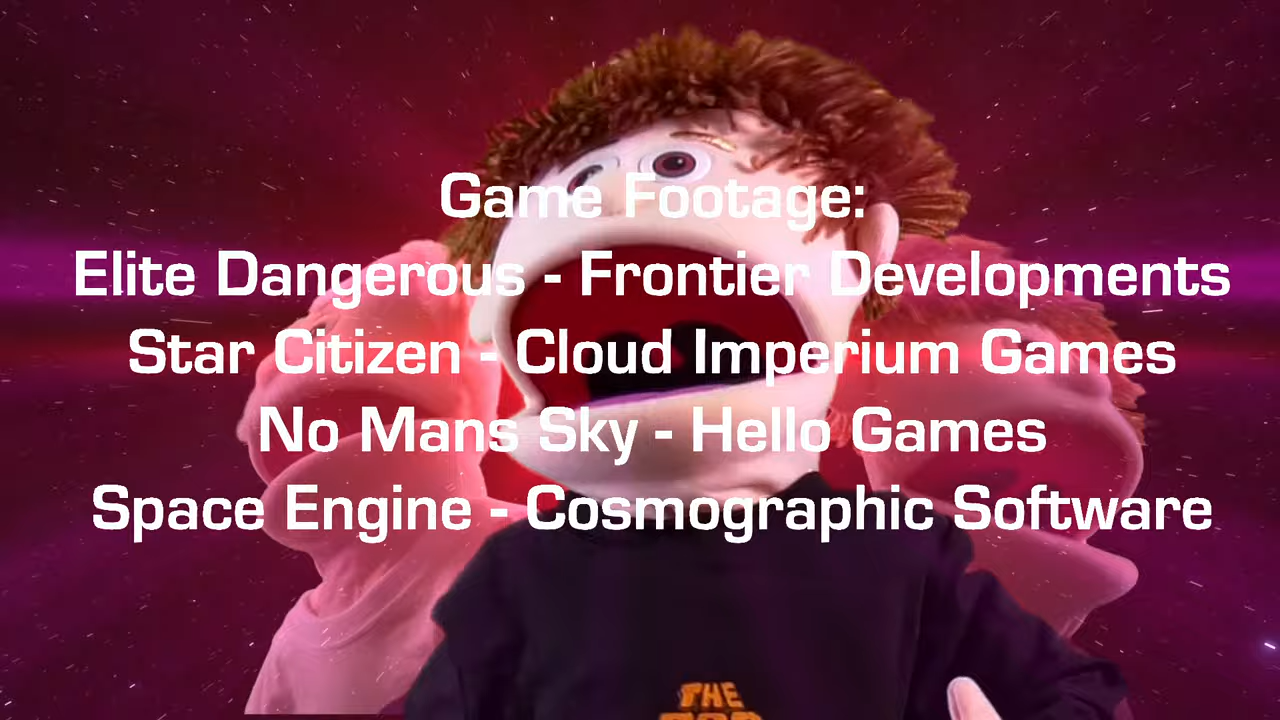 Game Footage:
Elite Dangerous - Frontier Developments
Star Citizen - Cloud Imperium Games
No Mans Sky - Hello Games
Space Engine - Cosmographic Software
THE